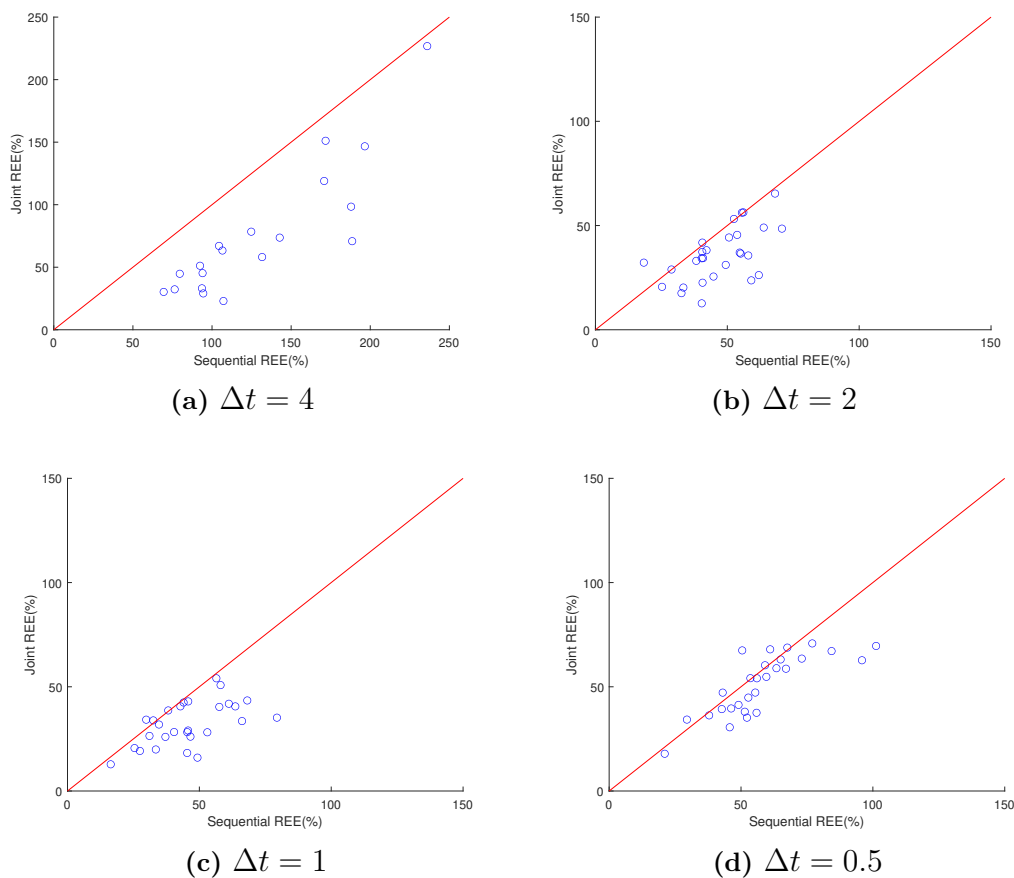 250
200
150
100
50
0
Joint REE(%)
0 50 100 150 200 250
Sequential REE(%)
(a) Δt = 4
150
100
50
0
Joint REE(%)
0 50 100 150
Sequential REE(%)
(b) Δt = 2
150
100
50
0
Joint REE(%)
0 50 100 150
Sequential REE(%)
(c) Δt = 1
150
100
50
0
Joint REE(%)
0 50 100 150
Sequential REE(%)
(d) Δt = 0.5